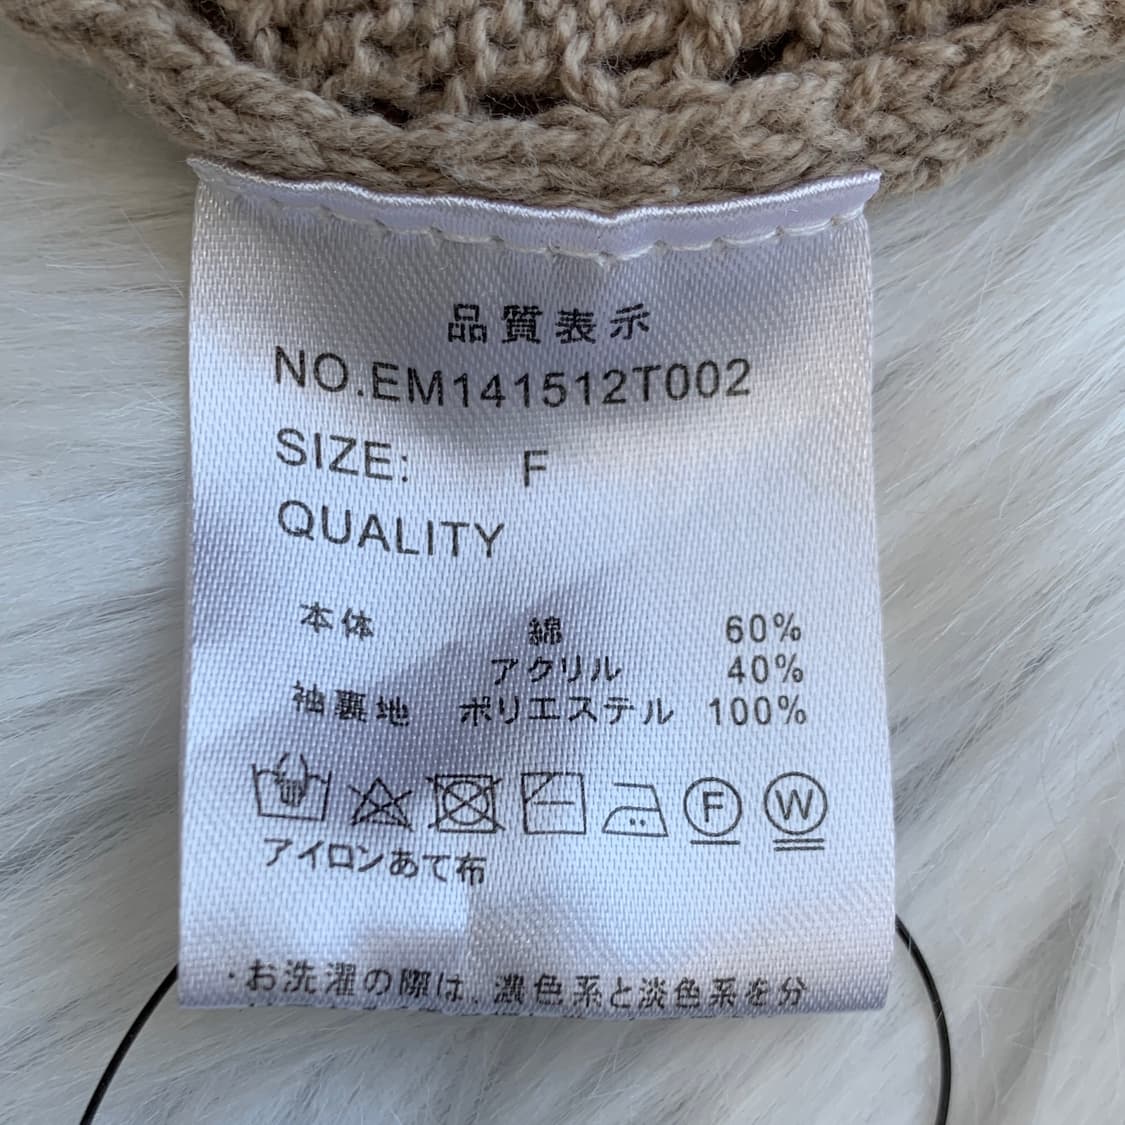 品質表示
NO.EM141512T002
SIZE: F
QUALITY
本体 綿 60%
アクリル 40%
袖裏地 ポリエステル 100%
F W
アイロンあて布
・お洗濯の際は、濃色系と淡色系を分